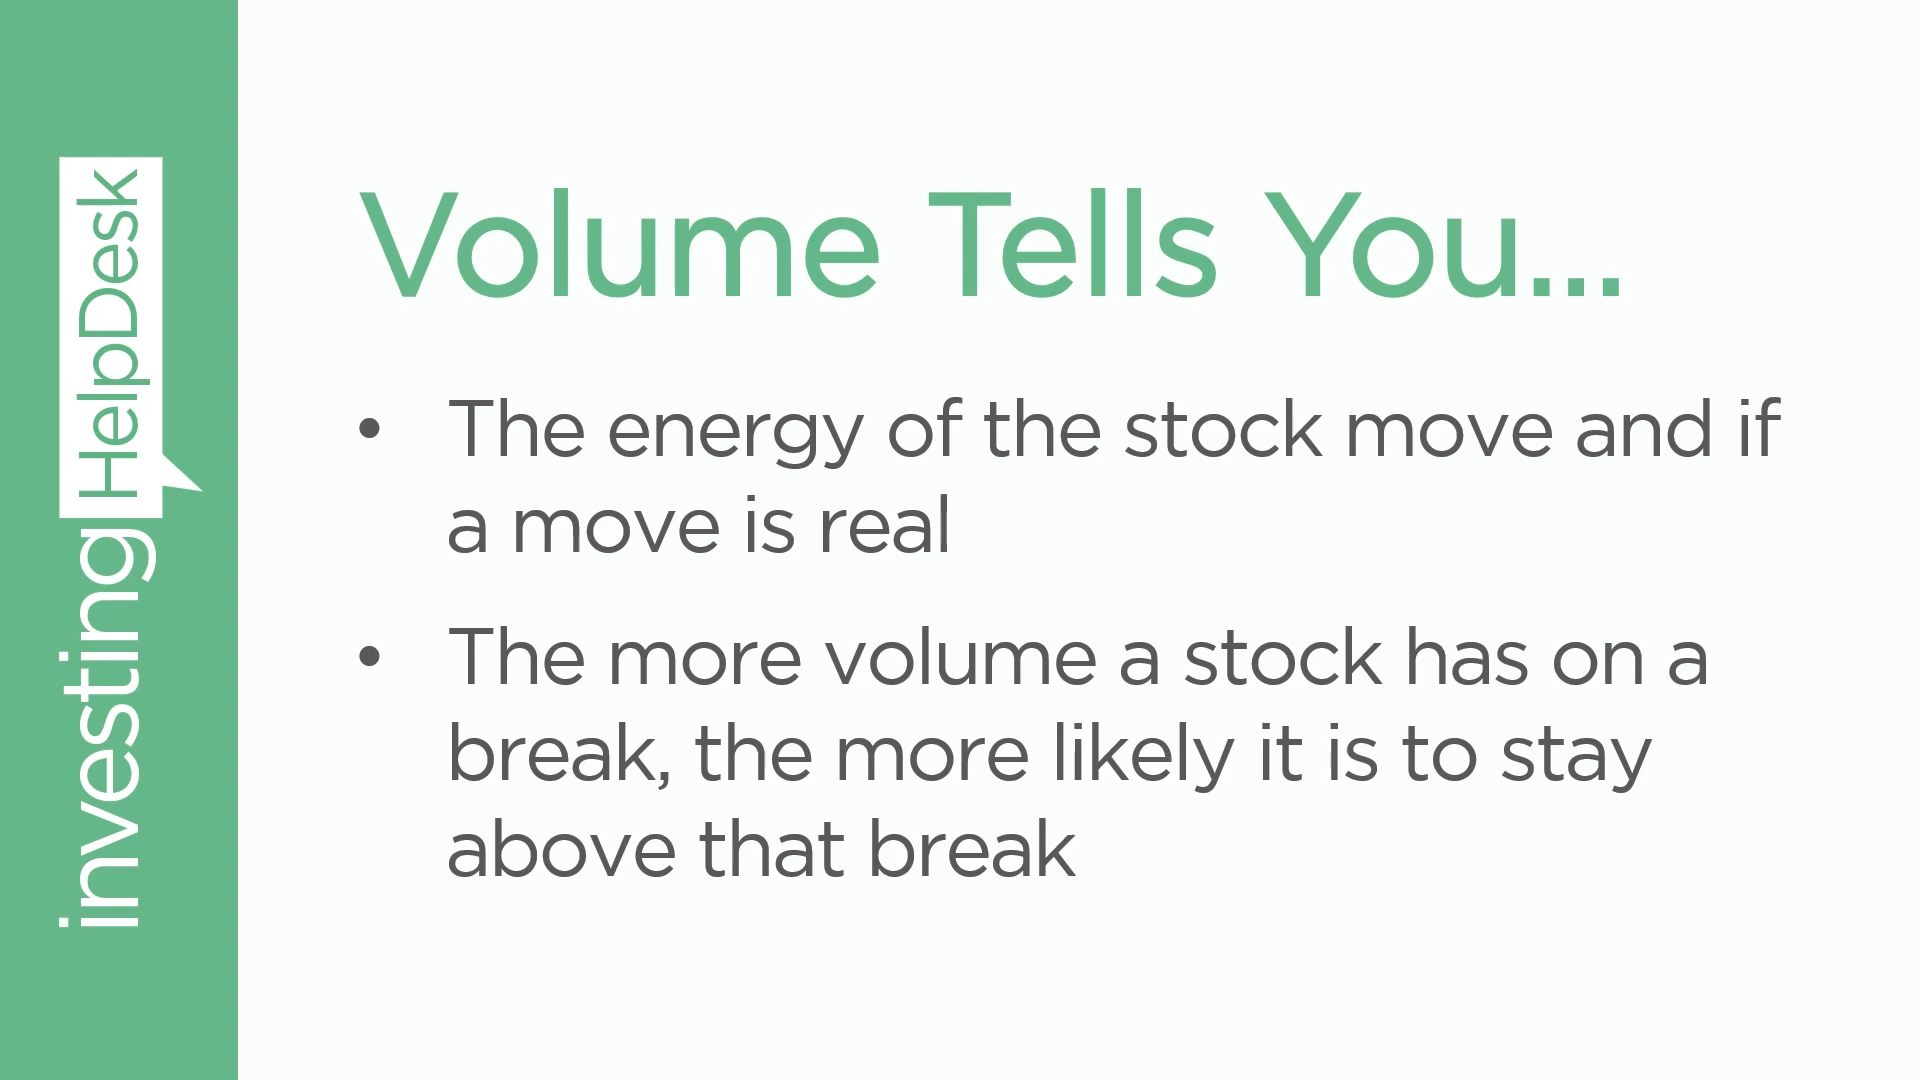 investing HelpDesk
Volume Tells You...
• The energy of the stock move and if
a move is real
• The more volume a stock has on a
break, the more likely it is to stay
above that break